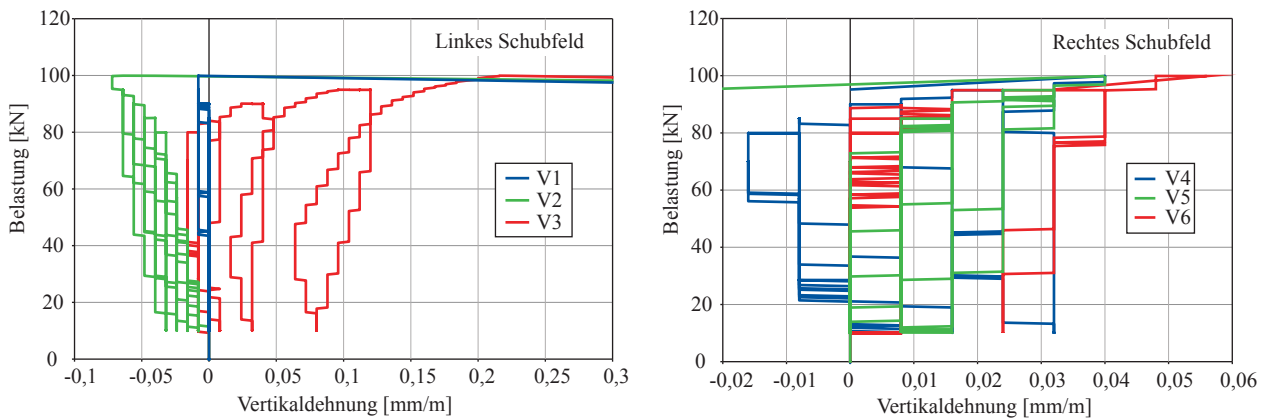 Linkes Schubfeld
Belastung [kN]
120
100
80
60
40
20
0
V1
V2
V3
-0,1
-0,05
0
0,05
0,1
0,15
0,2
0,25
0,3
Vertikaldehnung [mm/m]
Rechtes Schubfeld
Belastung [kN]
120
100
80
60
40
20
0
V4
V5
V6
-0,02
-0,01
0
0,01
0,02
0,03
0,04
0,05
0,06
Vertikaldehnung [mm/m]